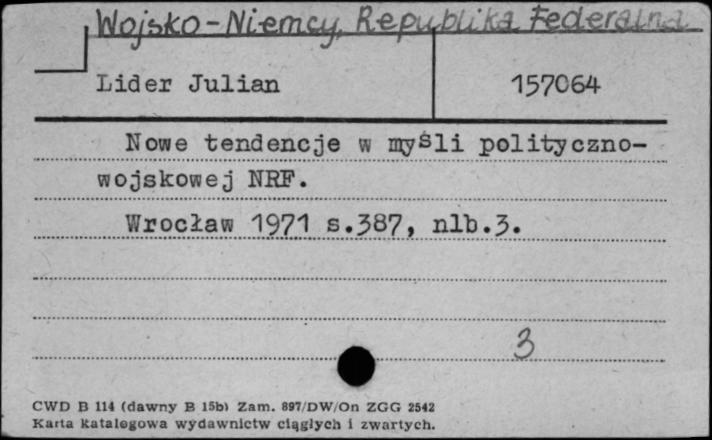 Wojsko-Niemcy, Republika Federalna
Lider Julian 157064
Nowe tendencje w myśli polityczno-
wojskowej NRF.
Wrocław 1971 s.387, nlb.3.
3
CWD B 114 (dawny B 15b) Zam. 897/DW/On ZGG 2542
Karta katalogowa wydawnictw ciągłych i zwartych.